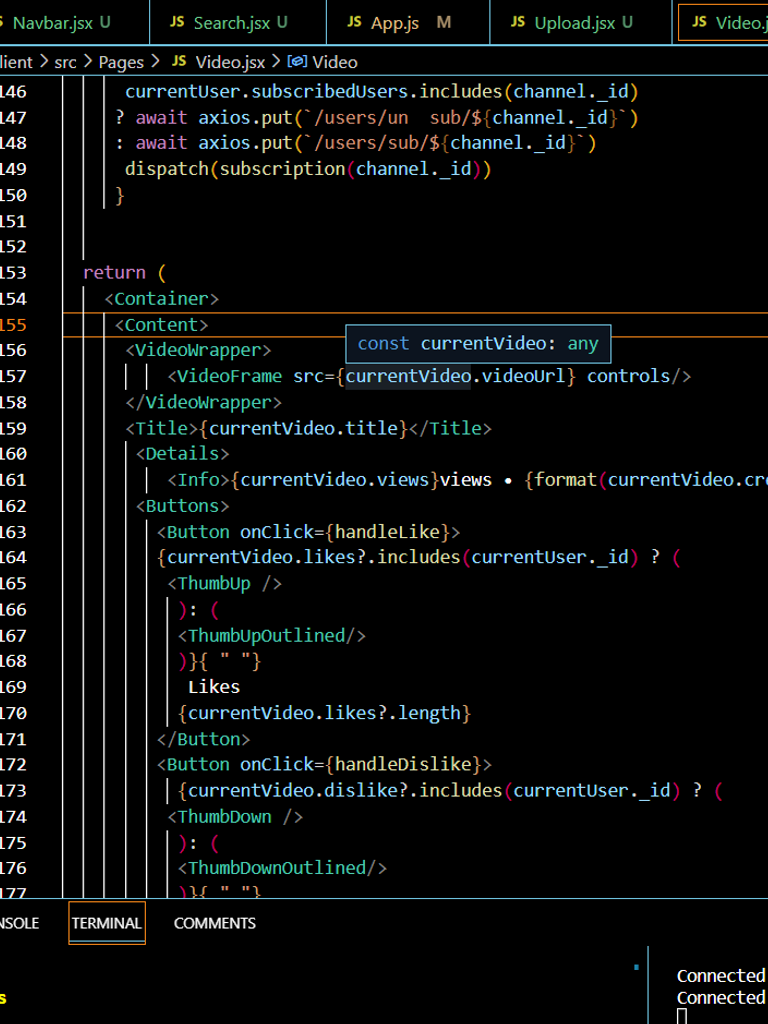 Navbar.jsx U JS Search.jsx U JS App.js M JS Upload.jsx U JS Video.j
lient > src > Pages > JS Video.jsx > Video
146 currentUser.subscribedUsers.includes(channel._id)
147 ? await axios.put(`/users/un sub/${channel._id}`)
148 : await axios.put(`/users/sub/${channel._id}`)
149 dispatch(subscription(channel._id))
150 }
151
152
153 return (
154 <Container>
155 <Content>
const currentVideo: any
156 <VideoWrapper>
157 <VideoFrame src={currentVideo.videoUrl} controls/>
158 </VideoWrapper>
159 <Title>{currentVideo.title}</Title>
160 <Details>
161 <Info>{currentVideo.views}views • {format(currentVideo.cre
162 <Buttons>
163 <Button onClick={handleLike}>
164 {currentVideo.likes?.includes(currentUser._id) ? (
165 <ThumbUp />
166 ): (
167 <ThumbUpOutlined/>
168 )}{ " "}
169 Likes
170 {currentVideo.likes?.length}
171 </Button>
172 <Button onClick={handleDislike}>
173 {currentVideo.dislike?.includes(currentUser._id) ? (
174 <ThumbDown />
175 ): (
176 <ThumbDownOutlined/>
177 )}{ " "}
NSOLE TERMINAL COMMENTS
Connected
s Connected